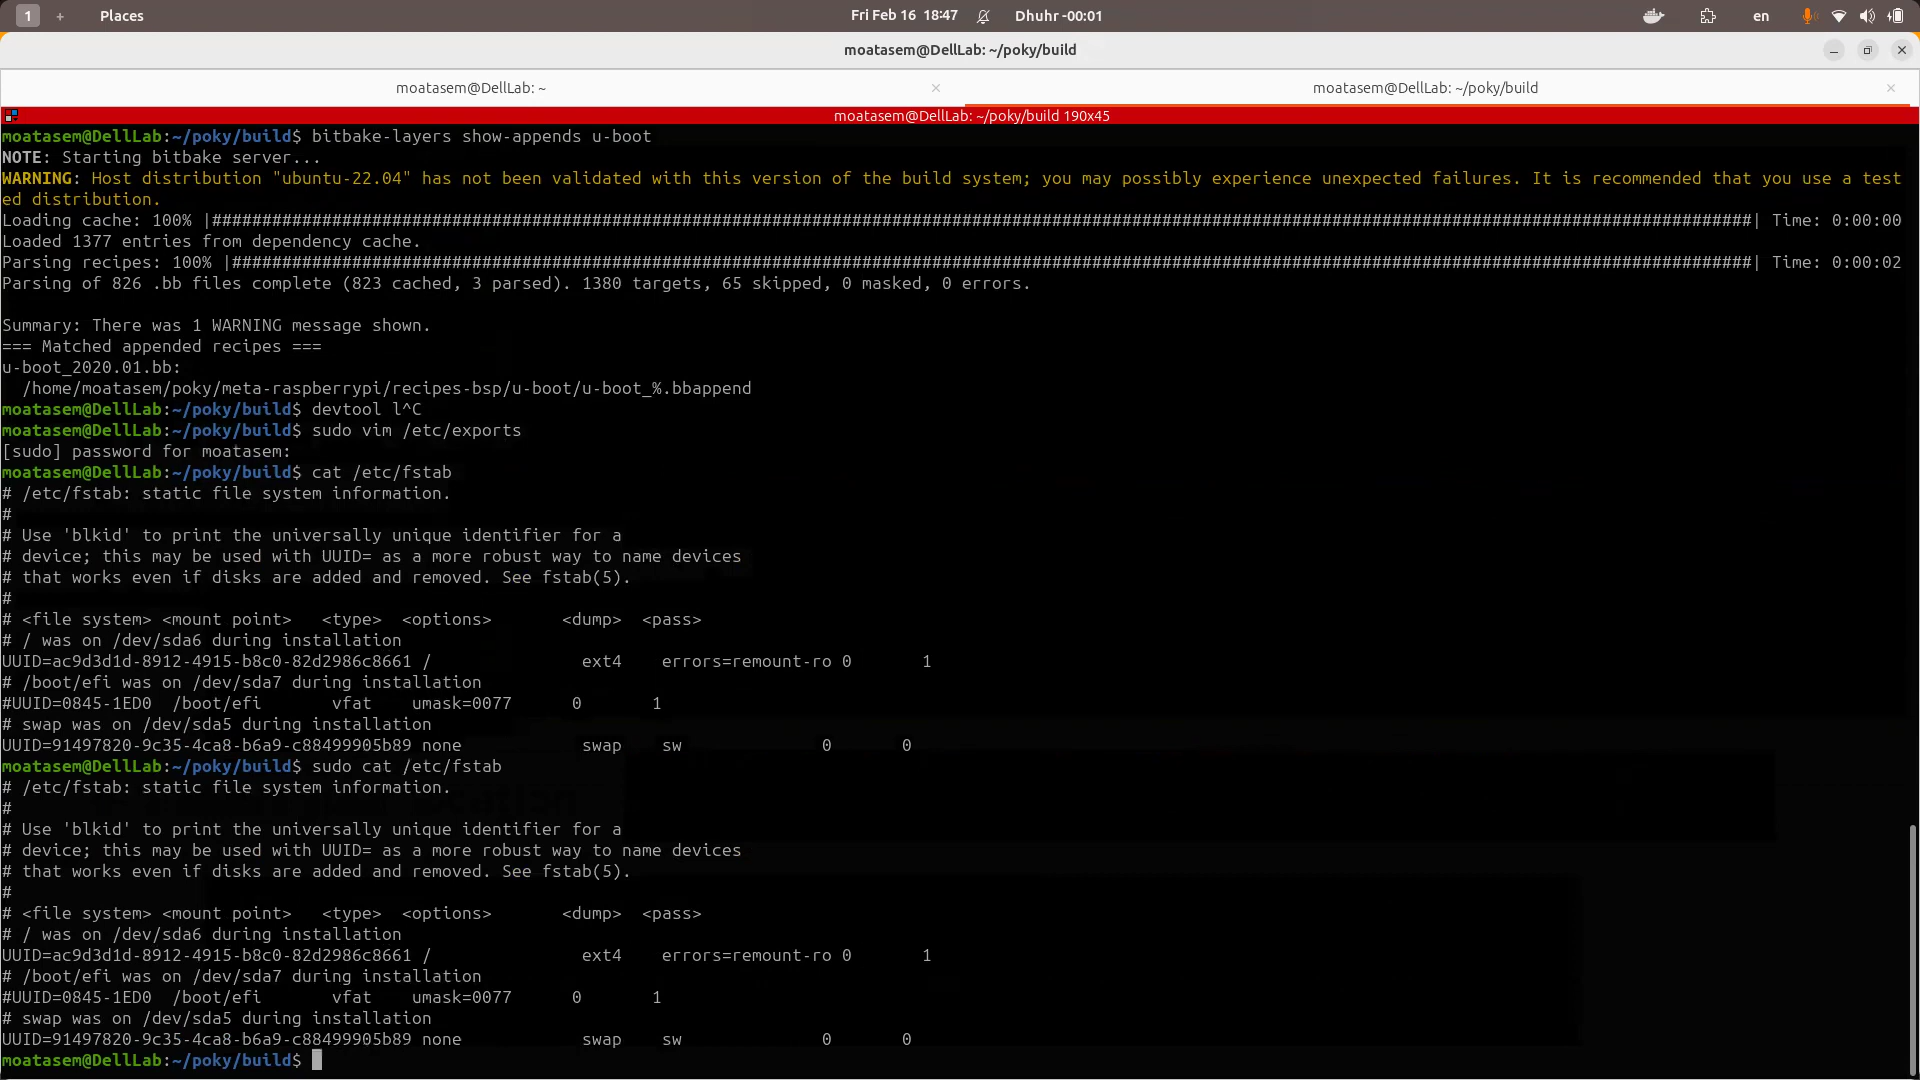 1 + Places Fri Feb 16 18:47 Dhuhr -00:01 en
moatasem@DellLab: ~/poky/build
moatasem@DellLab: ~ × moatasem@DellLab: ~/poky/build ×
moatasem@DellLab: ~/poky/build 190x45
moatasem@DellLab:~/poky/build$ bitbake-layers show-appends u-boot
NOTE: Starting bitbake server...
WARNING: Host distribution "ubuntu-22.04" has not been validated with this version of the build system; you may possibly experience unexpected failures. It is recommended that you use a test
ed distribution.
Loading cache: 100% |##########################################################################################################################################################| Time: 0:00:00
Loaded 1377 entries from dependency cache.
Parsing recipes: 100% |########################################################################################################################################################| Time: 0:00:02
Parsing of 826 .bb files complete (823 cached, 3 parsed). 1380 targets, 65 skipped, 0 masked, 0 errors.
Summary: There was 1 WARNING message shown.
=== Matched appended recipes ===
u-boot_2020.01.bb:
  /home/moatasem/poky/meta-raspberrypi/recipes-bsp/u-boot/u-boot_%.bbappend
moatasem@DellLab:~/poky/build$ devtool l^C
moatasem@DellLab:~/poky/build$ sudo vim /etc/exports
[sudo] password for moatasem:
moatasem@DellLab:~/poky/build$ cat /etc/fstab
# /etc/fstab: static file system information.
#
# Use 'blkid' to print the universally unique identifier for a
# device; this may be used with UUID= as a more robust way to name devices
# that works even if disks are added and removed. See fstab(5).
#
# <file system> <mount point>   <type>  <options>       <dump>  <pass>
# / was on /dev/sda6 during installation
UUID=ac9d3d1d-8912-4915-b8c0-82d2986c8661 /               ext4    errors=remount-ro 0       1
# /boot/efi was on /dev/sda7 during installation
#UUID=0845-1ED0  /boot/efi       vfat    umask=0077      0       1
# swap was on /dev/sda5 during installation
UUID=91497820-9c35-4ca8-b6a9-c88499905b89 none            swap    sw              0       0
moatasem@DellLab:~/poky/build$ sudo cat /etc/fstab
# /etc/fstab: static file system information.
#
# Use 'blkid' to print the universally unique identifier for a
# device; this may be used with UUID= as a more robust way to name devices
# that works even if disks are added and removed. See fstab(5).
#
# <file system> <mount point>   <type>  <options>       <dump>  <pass>
# / was on /dev/sda6 during installation
UUID=ac9d3d1d-8912-4915-b8c0-82d2986c8661 /               ext4    errors=remount-ro 0       1
# /boot/efi was on /dev/sda7 during installation
#UUID=0845-1ED0  /boot/efi       vfat    umask=0077      0       1
# swap was on /dev/sda5 during installation
UUID=91497820-9c35-4ca8-b6a9-c88499905b89 none            swap    sw              0       0
moatasem@DellLab:~/poky/build$